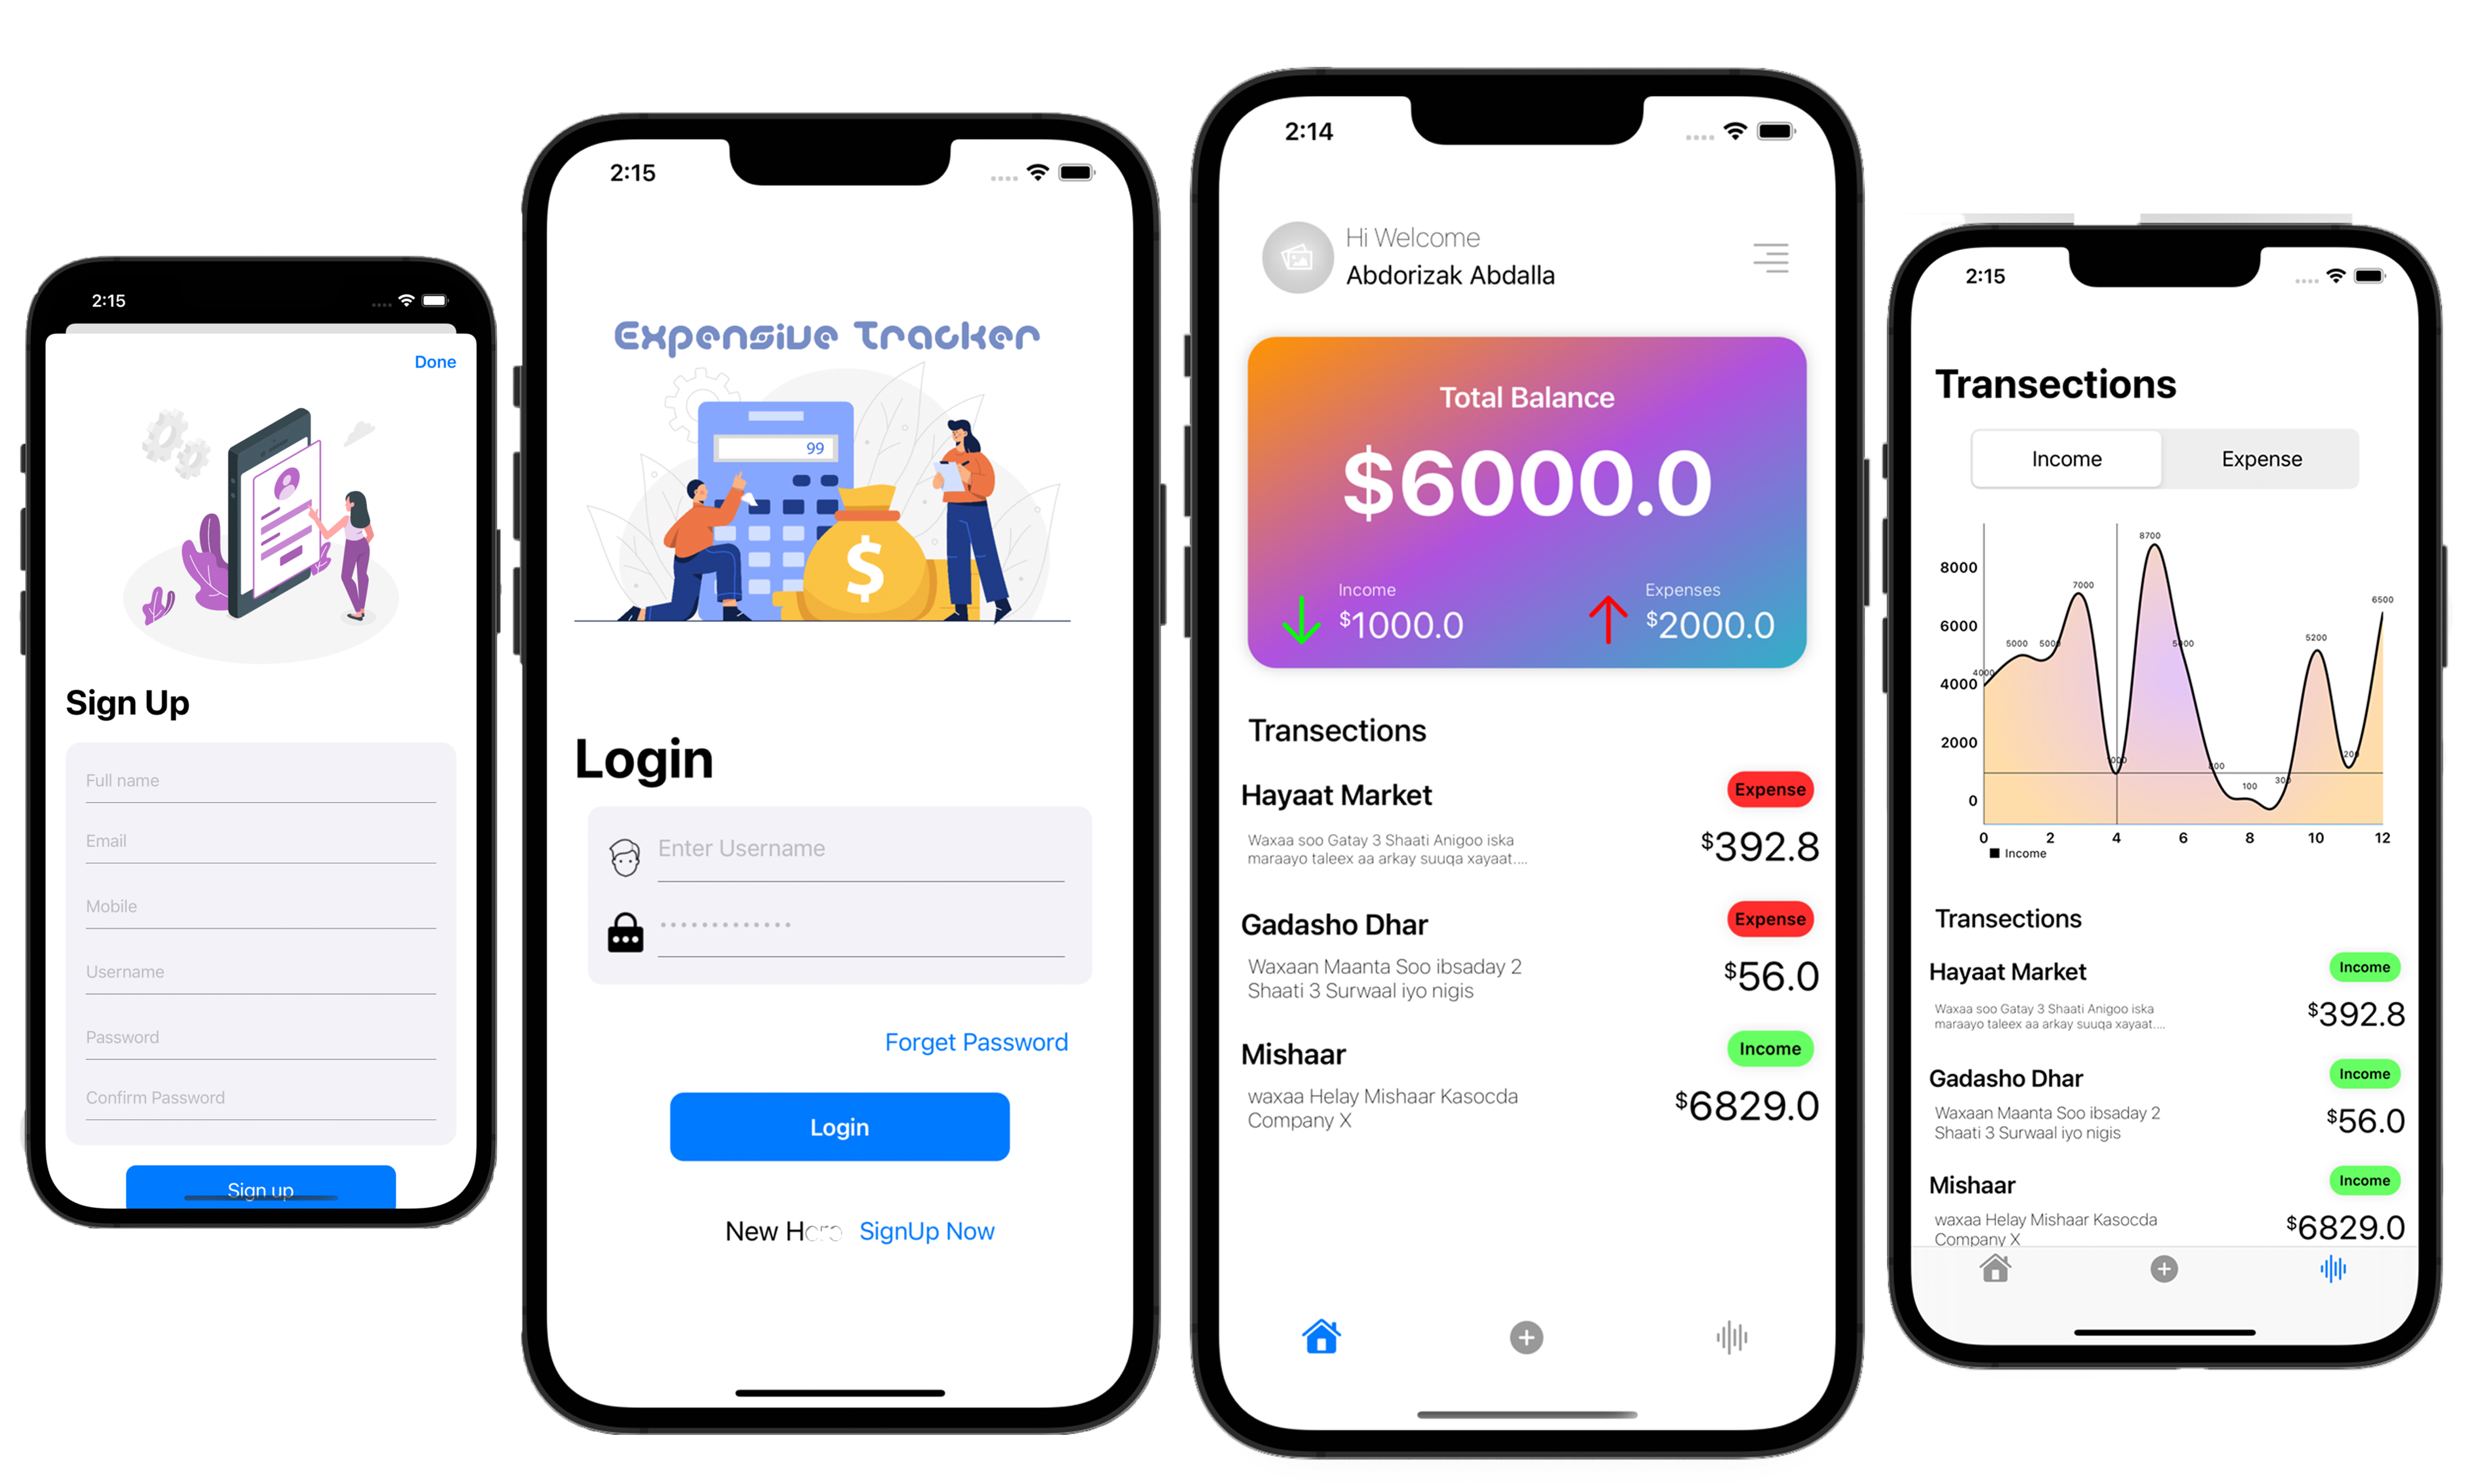 2:15
Done
Sign Up
Full name
Email
Mobile
Username
Password
Confirm Password
Sign up
2:15
Expensive Tracker
99
$
Login
Enter Username
Forget Password
Login
New SignUp Now
2:14
Hi Welcome
Abdorizak Abdalla
Total Balance
$6000.0
Income
$1000.0
Expenses
$2000.0
Transections
Hayaat Market
Expense
Waxaa soo Gatay 3 Shaati Anigoo iska
maraayo taleex aa arkay suuqa xayaat....
$392.8
Gadasho Dhar
Expense
Waxaan Maanta Soo ibsaday 2
Shaati 3 Surwaal iyo nigis
$56.0
Mishaar
Income
waxaa Helay Mishaar Kasocda
Company X
$6829.0
2:15
Transections
Income Expense
8700
8000
7000
6500
6000
5000 5000 5200
4000
4000
2000
100
0
0 2 4 6 8 10 12
Income
Transections
Hayaat Market
Income
Waxaa soo Gatay 3 Shaati Anigoo iska
maraayo taleex aa arkay suuqa xayaat....
$392.8
Gadasho Dhar
Income
Waxaan Maanta Soo ibsaday 2
Shaati 3 Surwaal iyo nigis
$56.0
Mishaar
Income
waxaa Helay Mishaar Kasocda
Company X
$6829.0